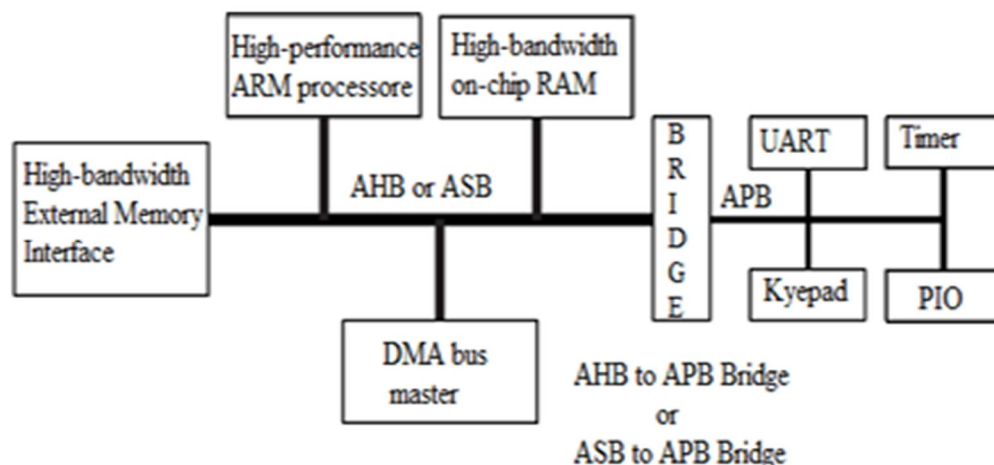 High-performance
ARM processore
High-bandwidth
on-chip RAM
High-bandwidth
External Memory
Interface
AHB or ASB
B
R
I
D
G
E
APB
UART
Timer
Kyepad
PIO
DMA bus
master
AHB to APB Bridge
or
ASB to APB Bridge